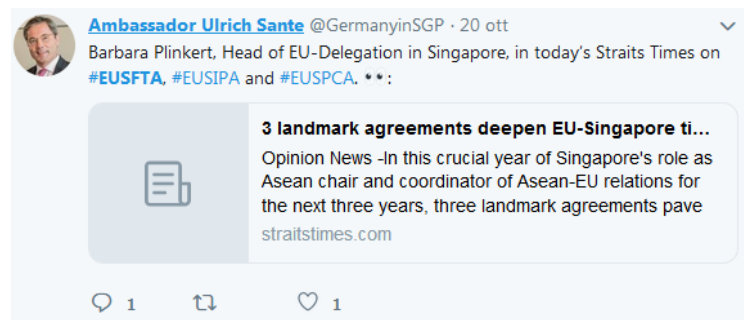 Ambassador Ulrich Sante @GermanyinSGP · 20 ott
Barbara Plinkert, Head of EU-Delegation in Singapore, in today's Straits Times on
#EUSFTA, #EUSIPA and #EUSPCA. 👀:
3 landmark agreements deepen EU-Singapore ti...
Opinion News -In this crucial year of Singapore's role as
Asean chair and coordinator of Asean-EU relations for
the next three years, three landmark agreements pave
straitstimes.com
1 1